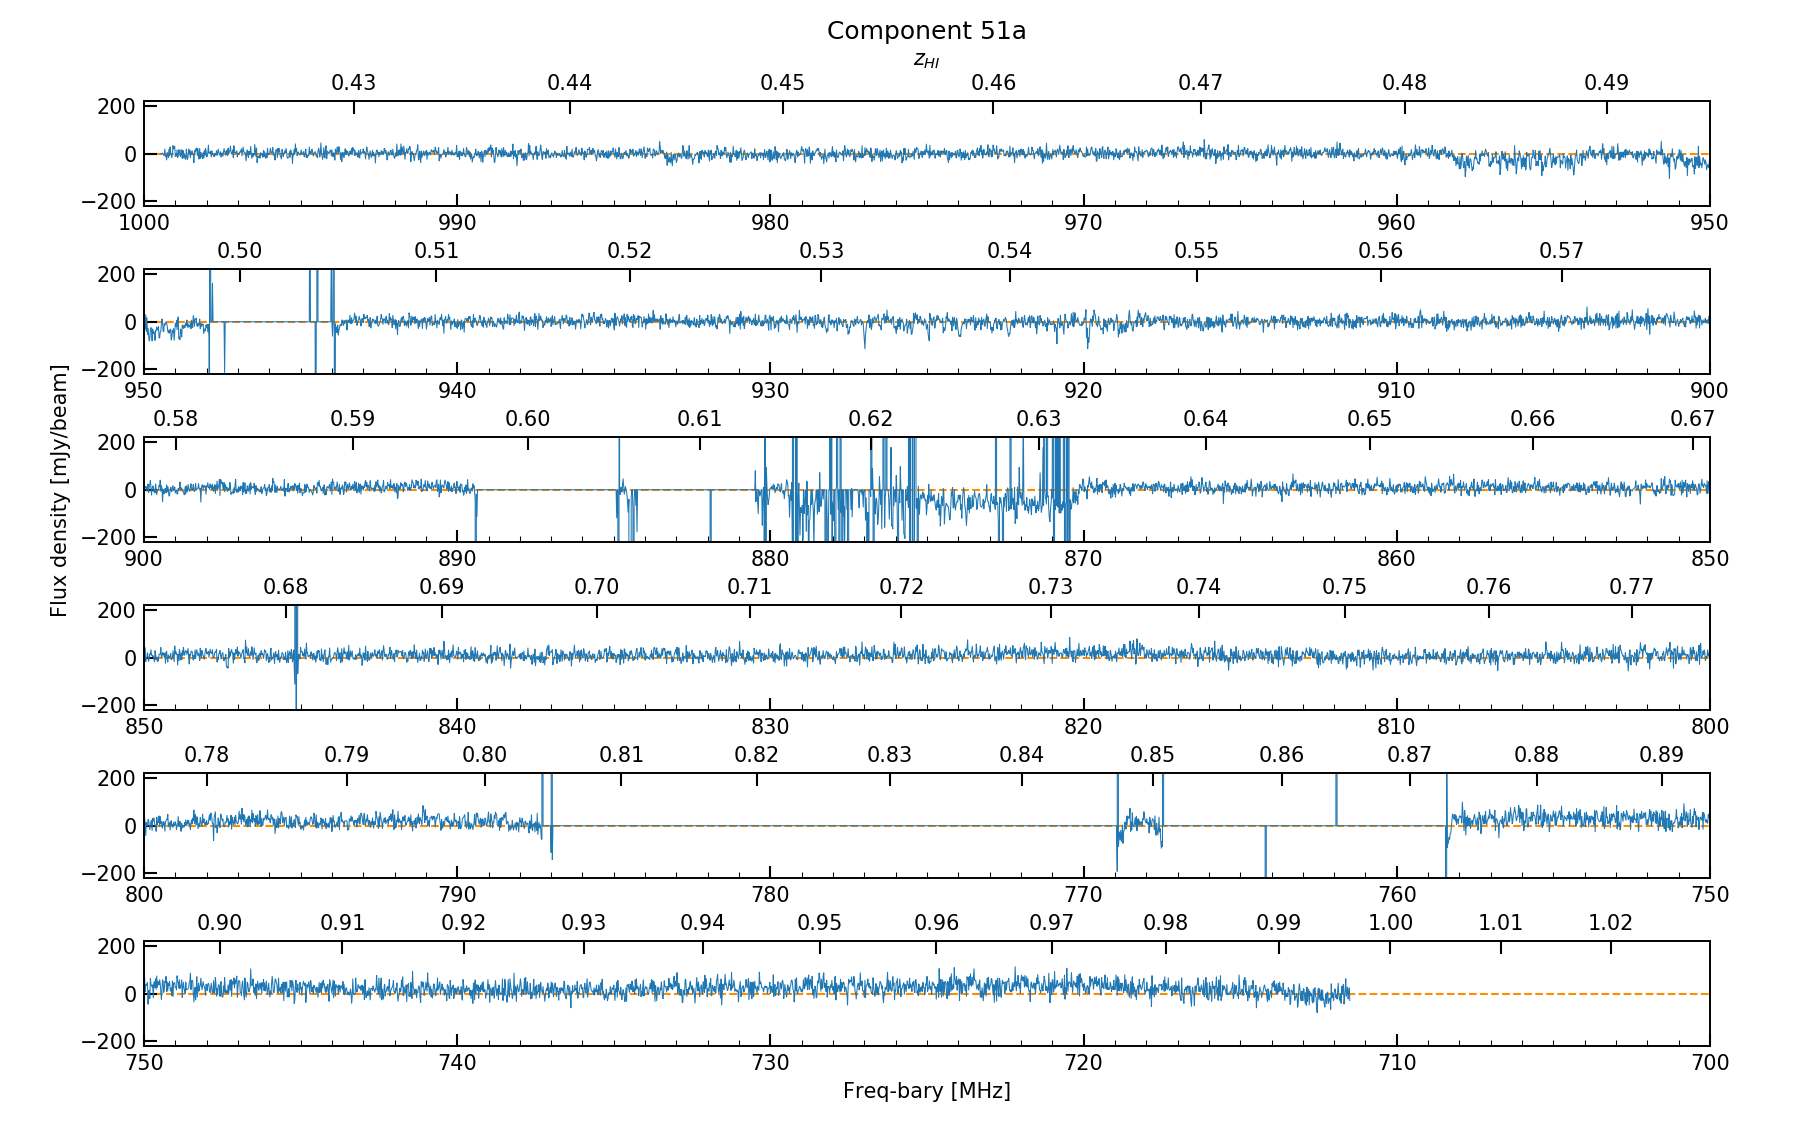 Component 51a
z_HI
0.43 0.44 0.45 0.46 0.47 0.48 0.49
200
0
−200
1000 990 980 970 960 950
0.50 0.51 0.52 0.53 0.54 0.55 0.56 0.57
200
0
−200
950 940 930 920 910 900
0.58 0.59 0.60 0.61 0.62 0.63 0.64 0.65 0.66 0.67
200
0
−200
900 890 880 870 860 850
Flux density [mJy/beam]
0.68 0.69 0.70 0.71 0.72 0.73 0.74 0.75 0.76 0.77
200
0
−200
850 840 830 820 810 800
0.78 0.79 0.80 0.81 0.82 0.83 0.84 0.85 0.86 0.87 0.88 0.89
200
0
−200
800 790 780 770 760 750
0.90 0.91 0.92 0.93 0.94 0.95 0.96 0.97 0.98 0.99 1.00 1.01 1.02
200
0
−200
750 740 730 720 710 700
Freq-bary [MHz]